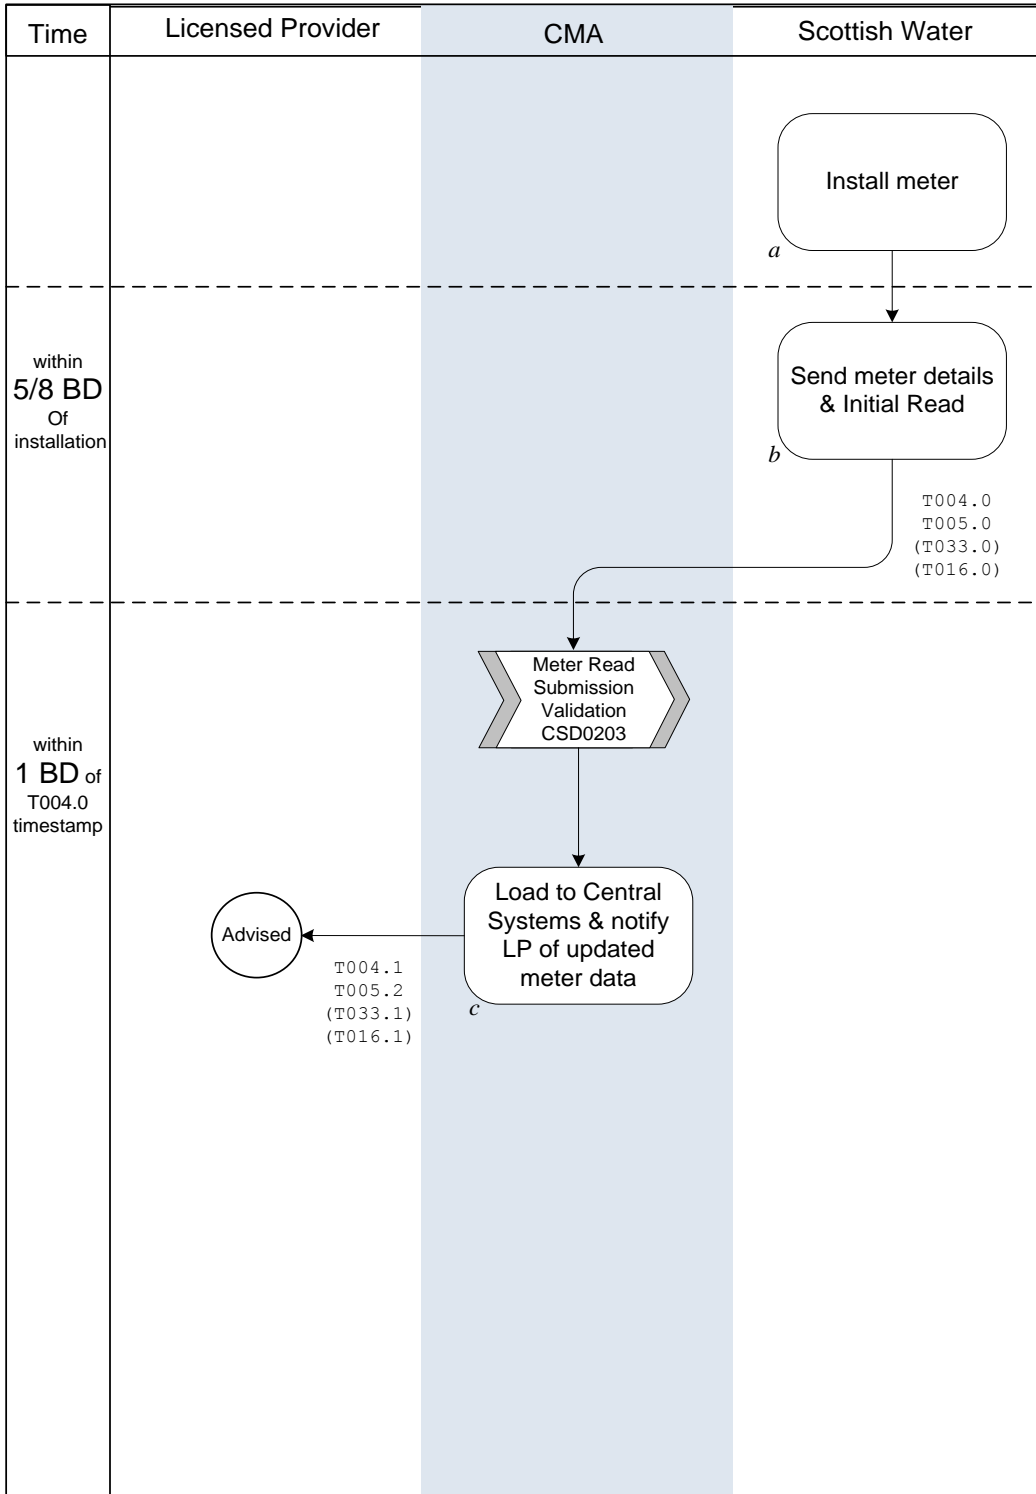 Time
Licensed Provider
CMA
Scottish Water
Install meter
a
within
5/8 BD
Of
installation
Send meter details
& Initial Read
b
T004.0
T005.0
(T033.0)
(T016.0)
within
1 BD of
T004.0
timestamp
Meter Read
Submission
Validation
CSD0203
Load to Central
Systems & notify
LP of updated
meter data
c
Advised
T004.1
T005.2
(T033.1)
(T016.1)